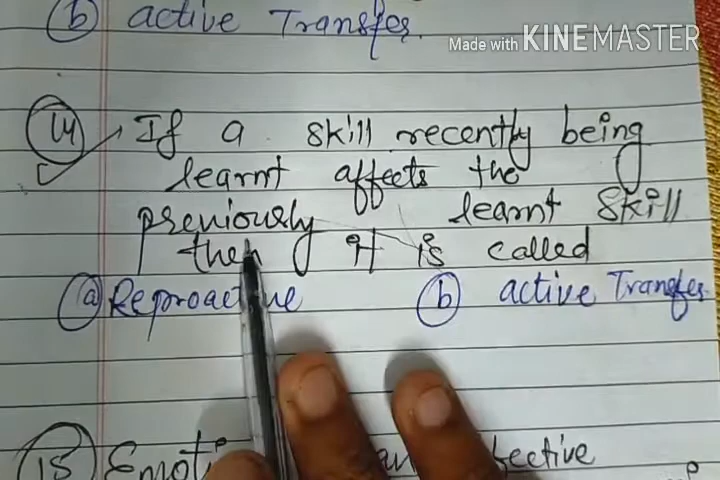 (b) active Transfer.
Made with KINEMASTER
(14) If a skill recently being
learnt affects the
previously learnt skill
then it is called
(a) Reproactive (b) active Transfer
(15)